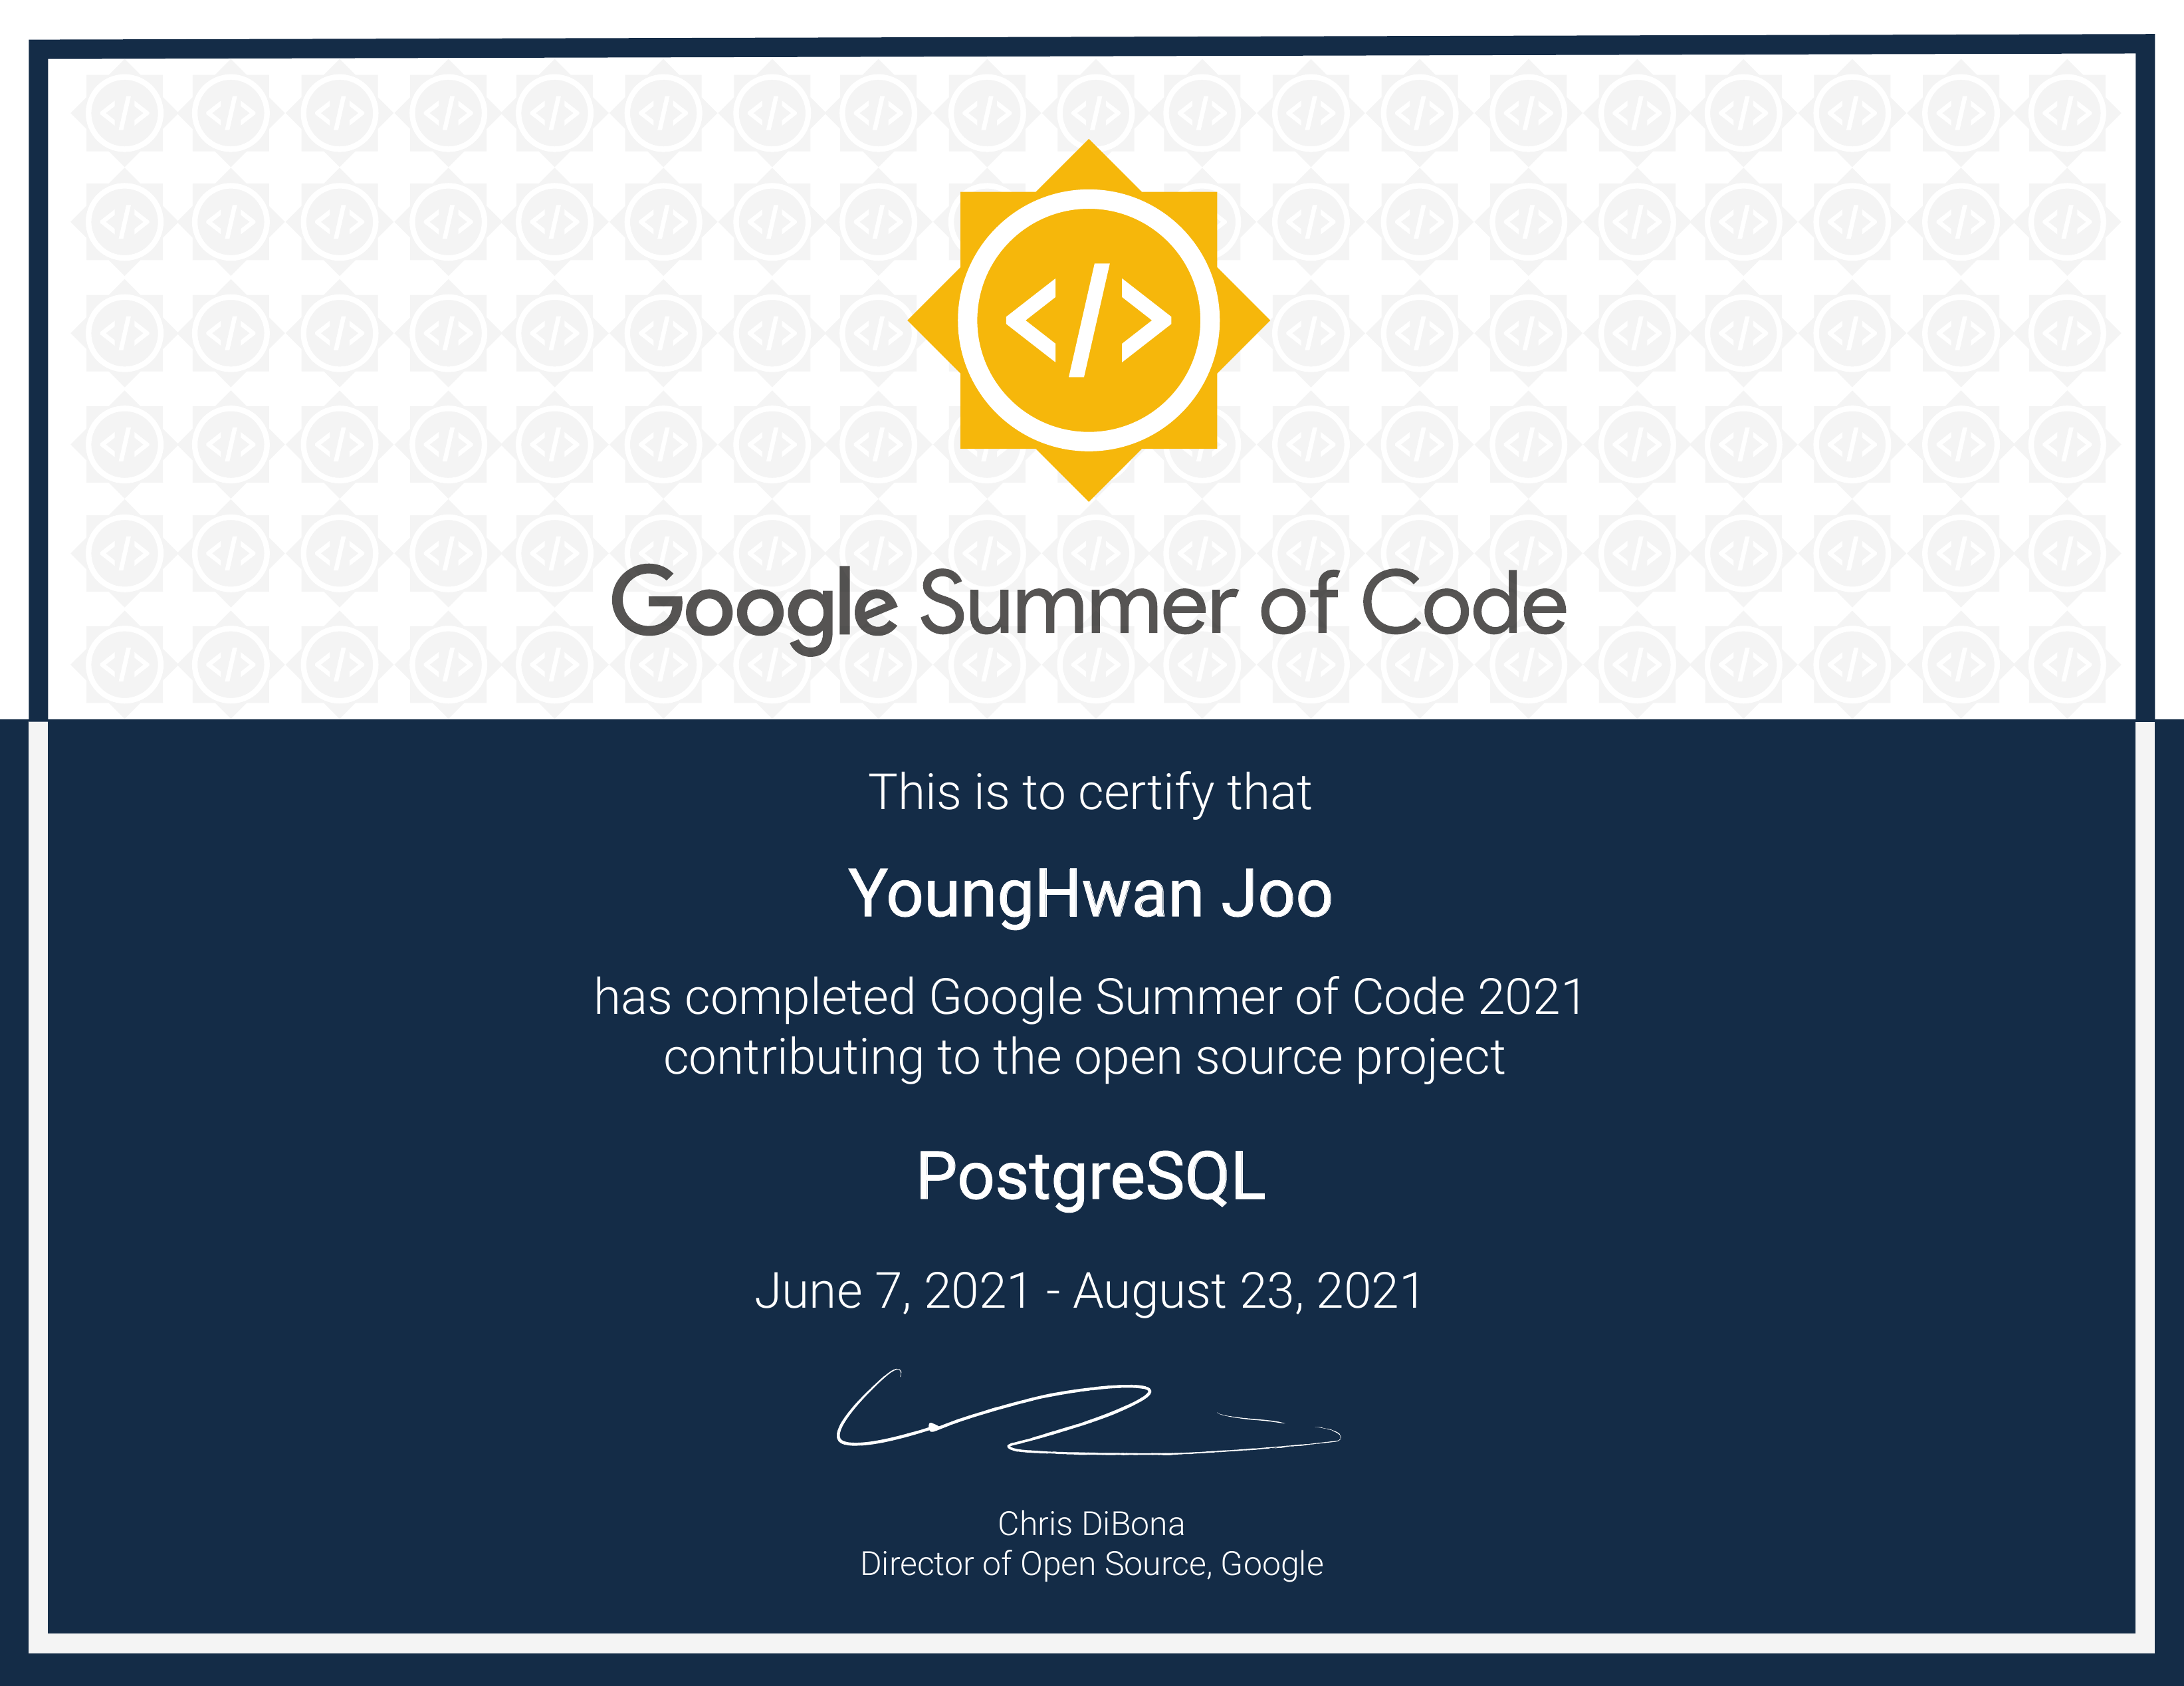 Google Summer of Code
This is to certify that
YoungHwan Joo
has completed Google Summer of Code 2021
contributing to the open source project
PostgreSQL
June 7, 2021 - August 23, 2021
Chris DiBona
Director of Open Source, Google